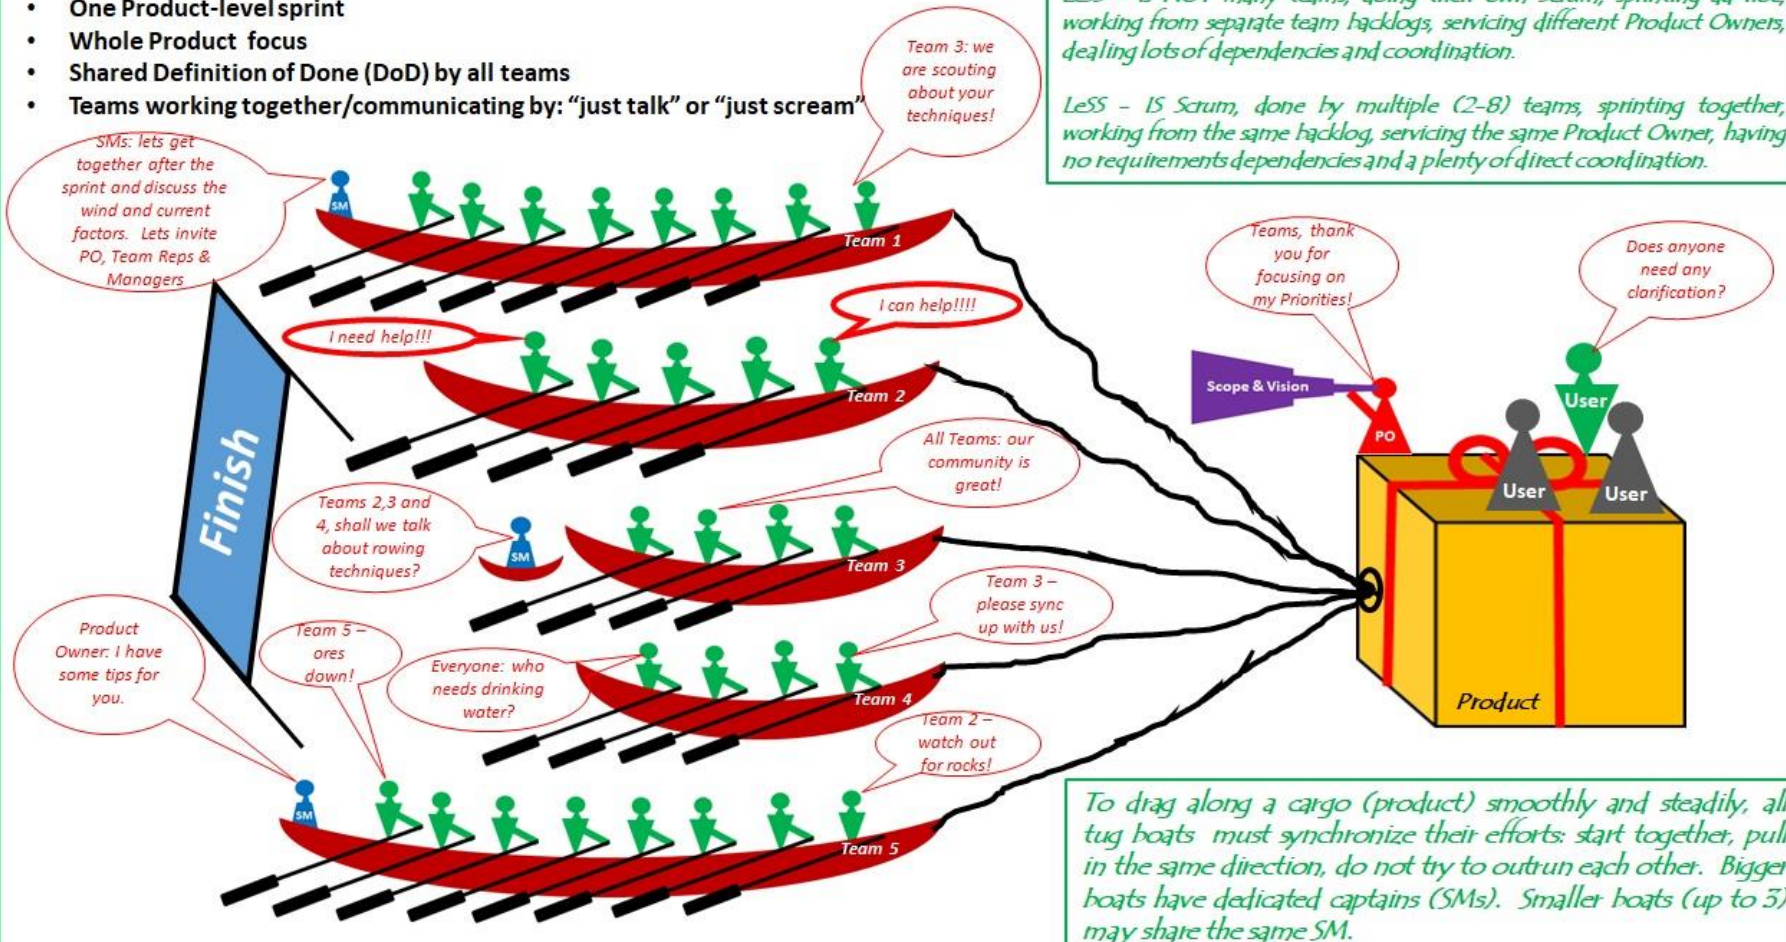 • One Product-level sprint
• Whole Product focus
• Shared Definition of Done (DoD) by all teams
• Teams working together/communicating by: “just talk” or “just scream”
working from separate team backlogs, servicing different Product Owners,
dealing lots of dependencies and coordination.
LeSS - IS Scrum, done by multiple (2-8) teams, sprinting together,
working from the same backlog, servicing the same Product Owner, having
no requirements dependencies and a plenty of direct coordination.
Team 3: we
are scouting
about your
techniques!
SMs: lets get
together after the
sprint and discuss the
wind and current
factors. Lets invite
PO, Team Reps &
Managers
SM
Team 1
I need help!!!
I can help!!!!
Team 2
Finish
Teams, thank
you for
focusing on
my Priorities!
Does anyone
need any
clarification?
Scope & Vision
PO
User
User
User
Product
All Teams: our
community is
great!
Teams 2,3 and
4, shall we talk
about rowing
techniques?
SM
Team 3
Team 3 –
please sync
up with us!
Product
Owner: I have
some tips for
you.
Team 5 –
ores
down!
Everyone: who
needs drinking
water?
Team 4
Team 2 –
watch out
for rocks!
SM
Team 5
To drag along a cargo (product) smoothly and steadily, all
tug boats must synchronize their efforts: start together, pull
in the same direction, do not try to outrun each other. Bigger
boats have dedicated captains (SMs). Smaller boats (up to 3)
may share the same SM.